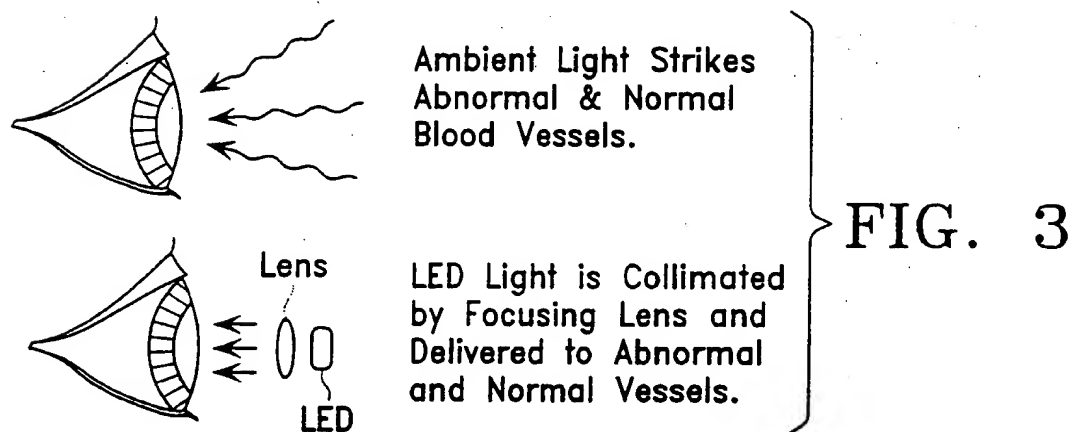 Ambient Light Strikes
Abnormal & Normal
Blood Vessels.
Lens
LED
LED Light is Collimated
by Focusing Lens and
Delivered to Abnormal
and Normal Vessels.
FIG. 3